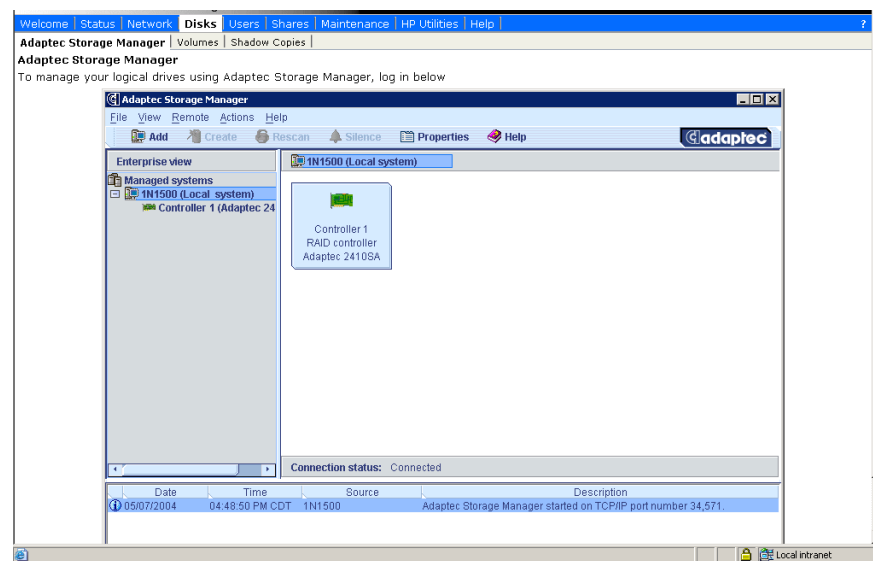 Welcome | Status | Network | Disks | Users | Shares | Maintenance | HP Utilities | Help | ?
Adaptec Storage Manager | Volumes | Shadow Copies |
Adaptec Storage Manager
To manage your logical drives using Adaptec Storage Manager, log in below
Adaptec Storage Manager
File View Remote Actions Help
Add Create Rescan Silence Properties Help adaptec
Enterprise view
1N1500 (Local system)
Managed systems
1N1500 (Local system)
Controller 1 (Adaptec 24
Controller 1
RAID controller
Adaptec 2410SA
Connection status: Connected
Date Time Source Description
05/07/2004 04:48:50 PM CDT 1N1500 Adaptec Storage Manager started on TCP/IP port number 34,571.
Local intranet